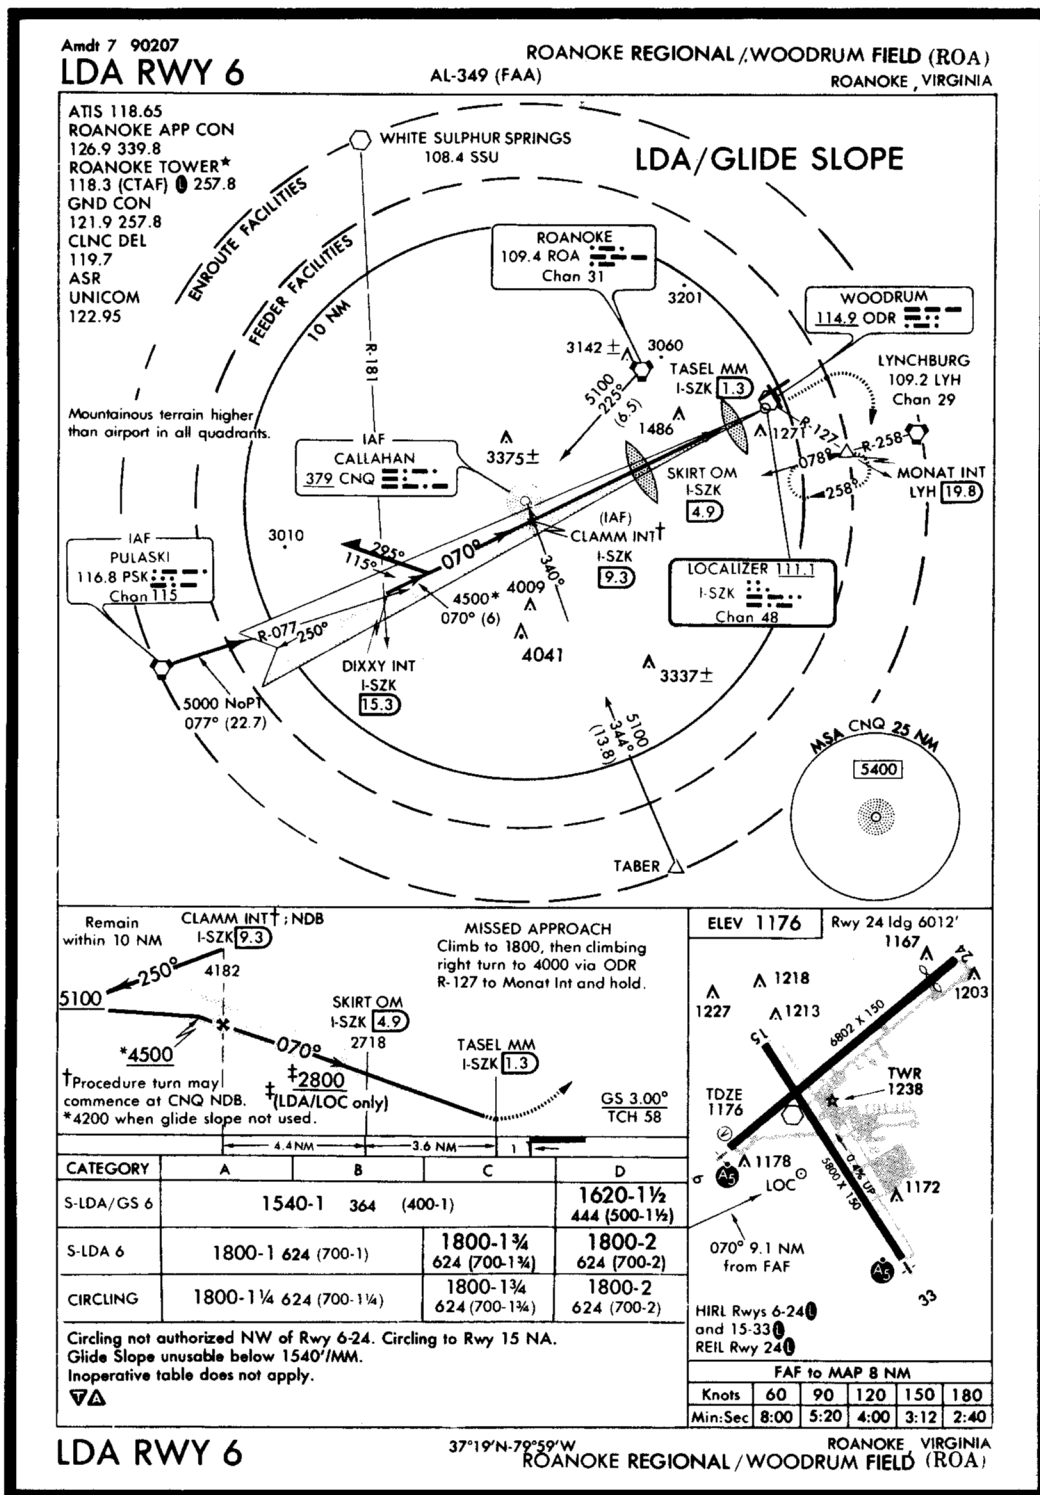 Amdt 7 90207
LDA RWY 6
AL-349 (FAA)
ROANOKE REGIONAL/WOODRUM FIELD (ROA)
ROANOKE, VIRGINIA
ATIS 118.65
ROANOKE APP CON
126.9 339.8
ROANOKE TOWER★
118.3 (CTAF) L 257.8
GND CON
121.9 257.8
CLNC DEL
119.7
ASR
UNICOM
122.95
LDA/GLIDE SLOPE
WHITE SULPHUR SPRINGS
108.4 SSU
ENROUTE FACILITIES
FEEDER FACILITIES
10 NM
R-181
ROANOKE
109.4 ROA
Chan 31
3201
WOODRUM
114.9 ODR
3142 ±
3060
TASEL MM
I-SZK 1.3
LYNCHBURG
109.2 LYH
Chan 29
5100
225°
(6.5)
1486
1271
R-127
R-258
078°
258°
MONAT INT
LYH 19.8
Mountainous terrain higher
than airport in all quadrants.
IAF
CALLAHAN
379 CNQ
3375±
SKIRT OM
I-SZK
4.9
(IAF)
CLAMM INT†
I-SZK
9.3
3010
295°
115°
070°
340°
IAF
PULASKI
116.8 PSK
Chan 115
LOCALIZER 111.1
I-SZK
Chan 48
4500*
070° (6)
4009
4041
R-077
250°
DIXXY INT
I-SZK
15.3
3337±
5000 NoPT
077° (22.7)
5100
344°
(13.8)
TABER
MSA CNQ 25 NM
5400
Remain
within 10 NM
CLAMM INT†; NDB
I-SZK 9.3
MISSED APPROACH
Climb to 1800, then climbing
right turn to 4000 via ODR
R-127 to Monat Int and hold.
250°
4182
5100
SKIRT OM
I-SZK 4.9
2718
070°
TASEL MM
I-SZK 1.3
*4500
‡2800
‡(LDA/LOC only)
†Procedure turn may
commence at CNQ NDB.
*4200 when glide slope not used.
GS 3.00°
TCH 58
4.4 NM
3.6 NM
1
ELEV 1176
Rwy 24 ldg 6012'
1167
24
1203
1218
1227
1213
15
6802 X 150
TWR
1238
TDZE
1176
V
1178
LOC
0.4% UP
5800 X 150
1172
6
A5
070° 9.1 NM
from FAF
A5
33
HIRL Rwys 6-24 L
and 15-33 L
REIL Rwy 24 L
CATEGORY A B C D
S-LDA/GS 6 1540-1 364 (400-1) 1620-1½
444 (500-1½)
S-LDA 6 1800-1 624 (700-1) 1800-1¾
624 (700-1¾) 1800-2
624 (700-2)
CIRCLING 1800-1¼ 624 (700-1¼) 1800-1¾
624 (700-1¾) 1800-2
624 (700-2)
Circling not authorized NW of Rwy 6-24. Circling to Rwy 15 NA.
Glide Slope unusable below 1540'/MM.
Inoperative table does not apply.
T A
FAF to MAP 8 NM
Knots 60 90 120 150 180
Min:Sec 8:00 5:20 4:00 3:12 2:40
LDA RWY 6
37°19'N-79°59'W
ROANOKE, VIRGINIA
ROANOKE REGIONAL/WOODRUM FIELD (ROA)